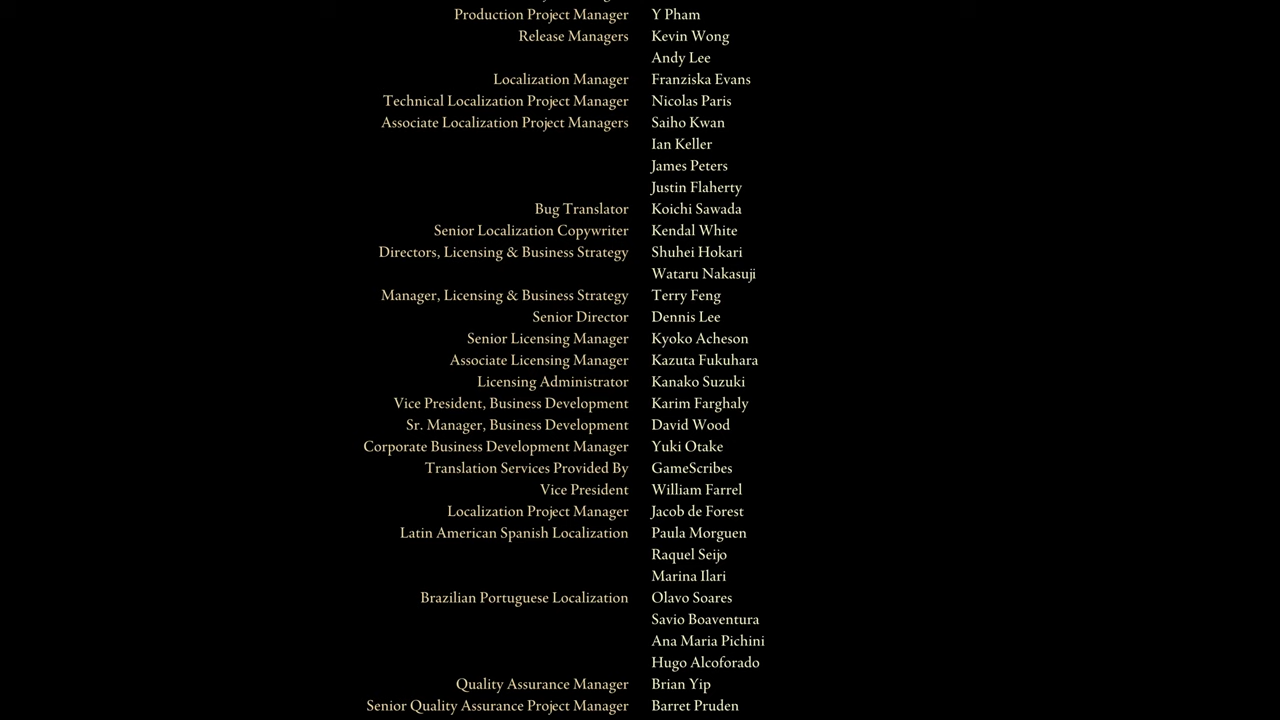 Production Project Manager Y Pham
Release Managers Kevin Wong
Andy Lee
Localization Manager Franziska Evans
Technical Localization Project Manager Nicolas Paris
Associate Localization Project Managers Saiho Kwan
Ian Keller
James Peters
Justin Flaherty
Bug Translator Koichi Sawada
Senior Localization Copywriter Kendal White
Directors, Licensing & Business Strategy Shuhei Hokari
Wataru Nakasuji
Manager, Licensing & Business Strategy Terry Feng
Senior Director Dennis Lee
Senior Licensing Manager Kyoko Acheson
Associate Licensing Manager Kazuta Fukuhara
Licensing Administrator Kanako Suzuki
Vice President, Business Development Karim Farghaly
Sr. Manager, Business Development David Wood
Corporate Business Development Manager Yuki Otake
Translation Services Provided By GameScribes
Vice President William Farrel
Localization Project Manager Jacob de Forest
Latin American Spanish Localization Paula Morguen
Raquel Seijo
Marina Ilari
Brazilian Portuguese Localization Olavo Soares
Savio Boaventura
Ana Maria Pichini
Hugo Alcoforado
Quality Assurance Manager Brian Yip
Senior Quality Assurance Project Manager Barret Pruden